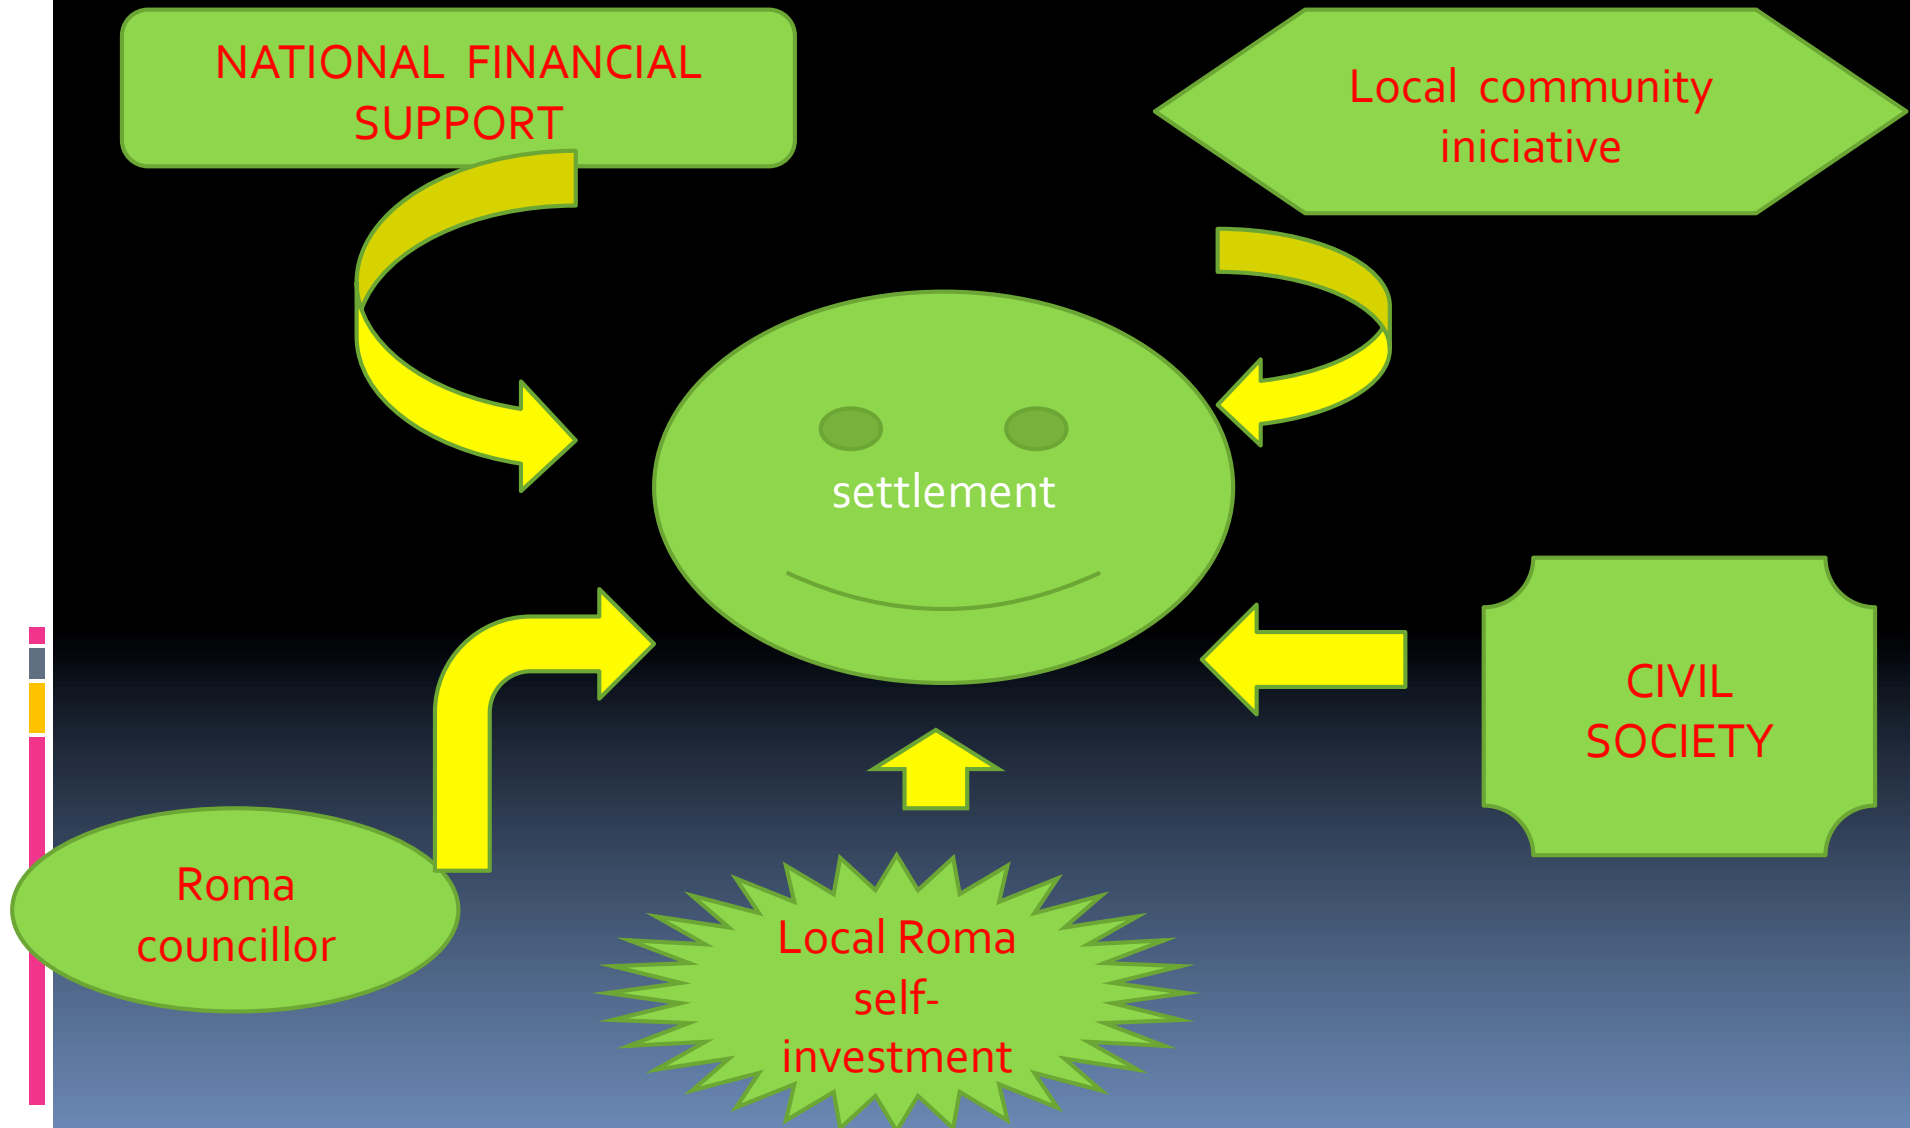 NATIONAL FINANCIAL
SUPPORT
Local community
iniciative
settlement
CIVIL
SOCIETY
Roma
councillor
Local Roma
self-
investment